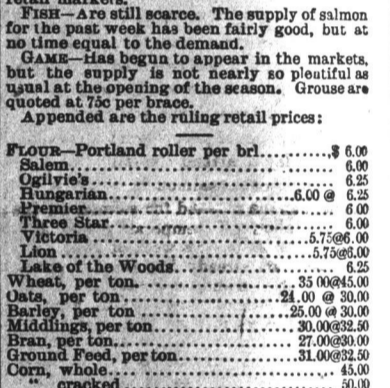 retail markets.
FISH—Are still scarce. The supply of salmon
for the past week has been fairly good, but at
no time equal to the demand.
GAME—Has begun to appear in the markets,
but the supply is not nearly so plentiful as
usual at the opening of the season. Grouse are
quoted at 75c per brace.
Appended are the ruling retail prices:
FLOUR—Portland roller per brl..........$ 6.00
Salem.......... 6.00
Ogilvie's.......... 6.25
Hungarian..........6.00 @ 6.25
Premier.......... 6 00
Three Star.......... 6.00
Victoria..........5.75@6.00
Lion..........5.75@6.00
Lake of the Woods.......... 6.25
Wheat, per ton..........35 00@45.00
Oats, per ton..........24.00 @ 30.00
Barley, per ton..........25.00 @ 30.00
Middlings, per ton..........30.00@32.50
Bran, per ton..........27.00@30.00
Ground Feed, per ton..........31.00@32.50
Corn, whole.......... 45.00
" cracked